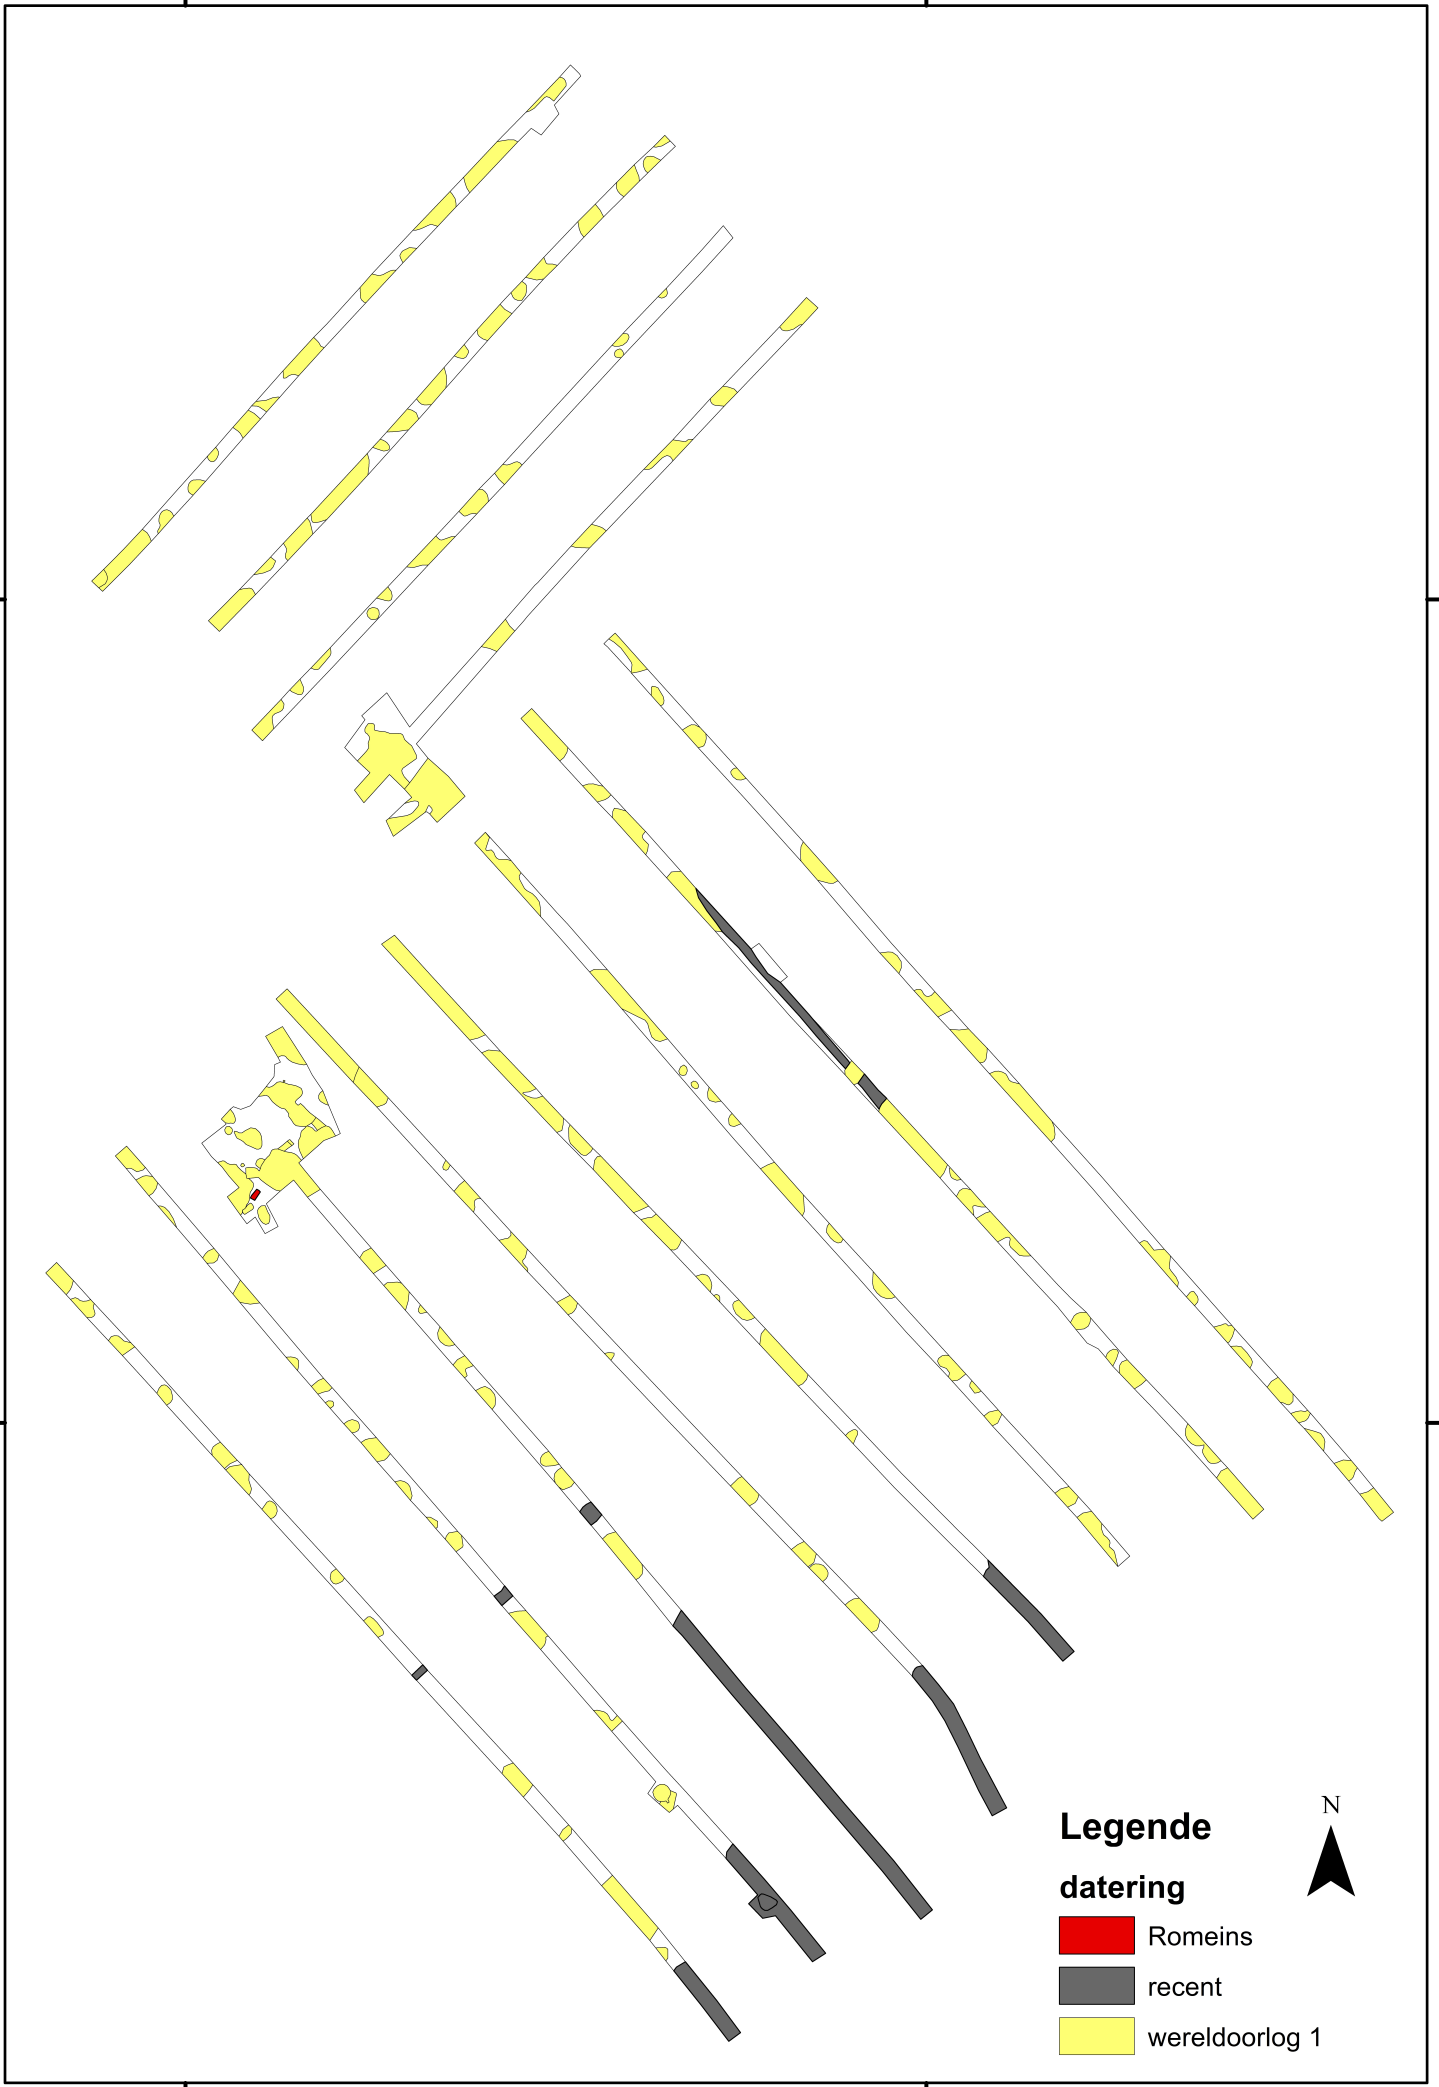 N
Legende
datering
Romeins
recent
wereldoorlog 1